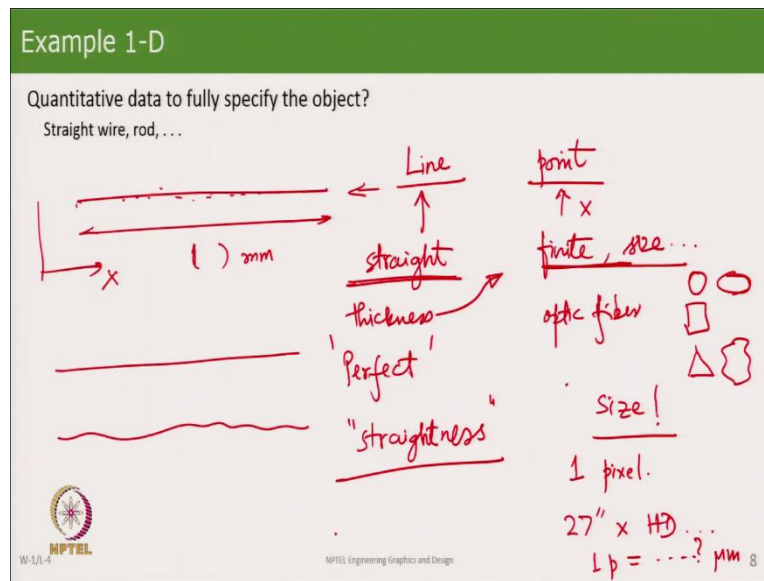 Example 1-D
Quantitative data to fully specify the object?
Straight wire, rod, . . .
Line
point
x
x
( ) mm
straight
finite, size ...
thickness
optic fiber
'Perfect'
"straightness"
Size!
1 pixel.
27" x HD ...
1 p = ----? μm
NPTEL
W-1/L-4
NPTEL Engineering Graphics and Design
8